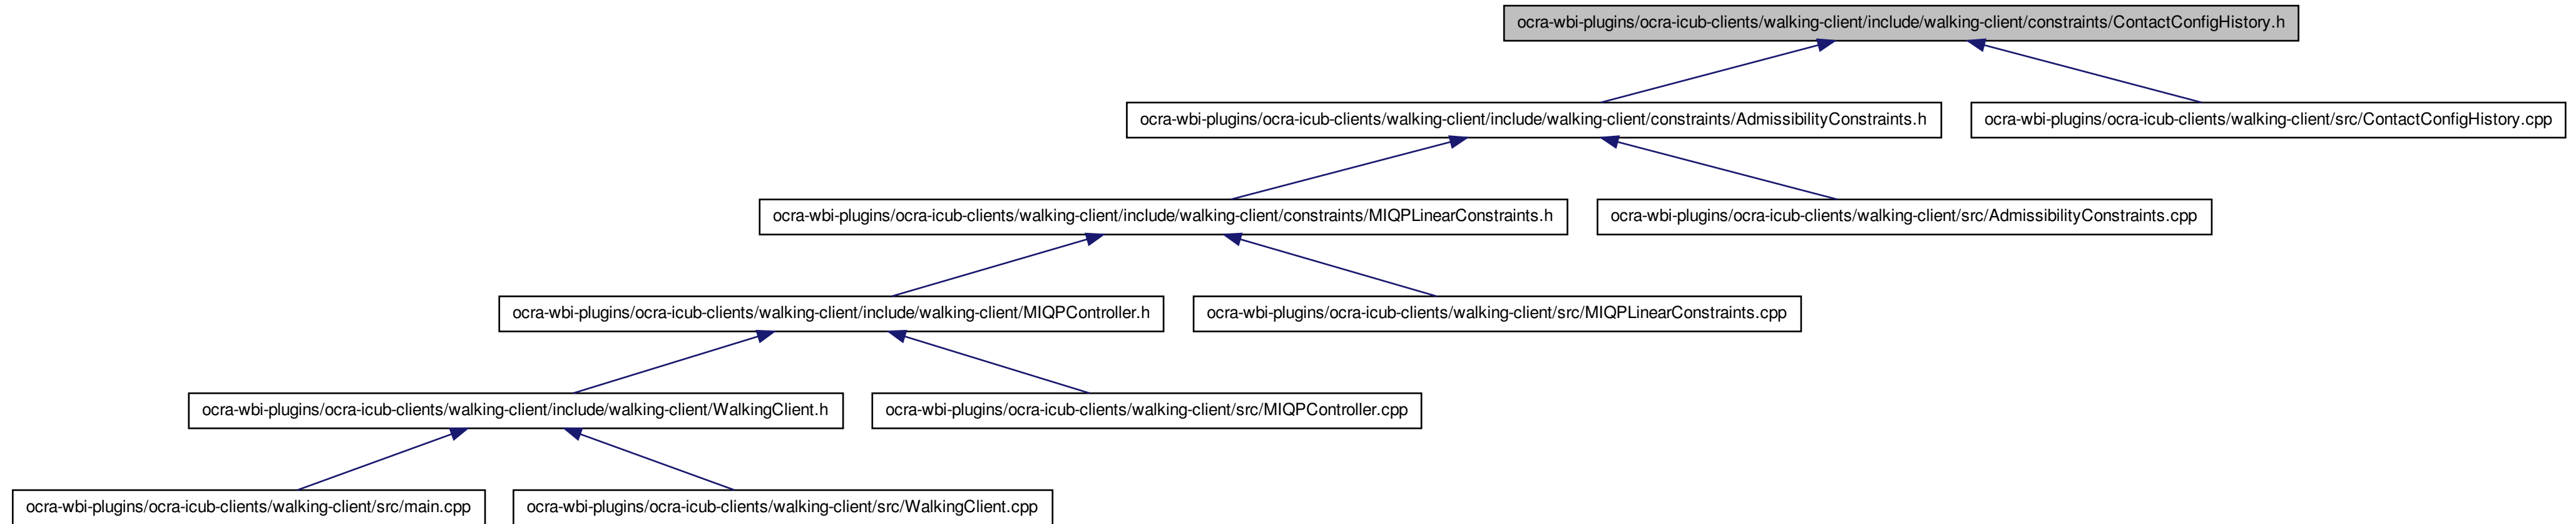 ocra-wbi-plugins/ocra-icub-clients/walking-client/include/walking-client/constraints/ContactConfigHistory.h
ocra-wbi-plugins/ocra-icub-clients/walking-client/include/walking-client/constraints/AdmissibilityConstraints.h
ocra-wbi-plugins/ocra-icub-clients/walking-client/src/ContactConfigHistory.cpp
ocra-wbi-plugins/ocra-icub-clients/walking-client/include/walking-client/constraints/MIQPLinearConstraints.h
ocra-wbi-plugins/ocra-icub-clients/walking-client/src/AdmissibilityConstraints.cpp
ocra-wbi-plugins/ocra-icub-clients/walking-client/include/walking-client/MIQPController.h
ocra-wbi-plugins/ocra-icub-clients/walking-client/src/MIQPLinearConstraints.cpp
ocra-wbi-plugins/ocra-icub-clients/walking-client/include/walking-client/WalkingClient.h
ocra-wbi-plugins/ocra-icub-clients/walking-client/src/MIQPController.cpp
ocra-wbi-plugins/ocra-icub-clients/walking-client/src/main.cpp
ocra-wbi-plugins/ocra-icub-clients/walking-client/src/WalkingClient.cpp